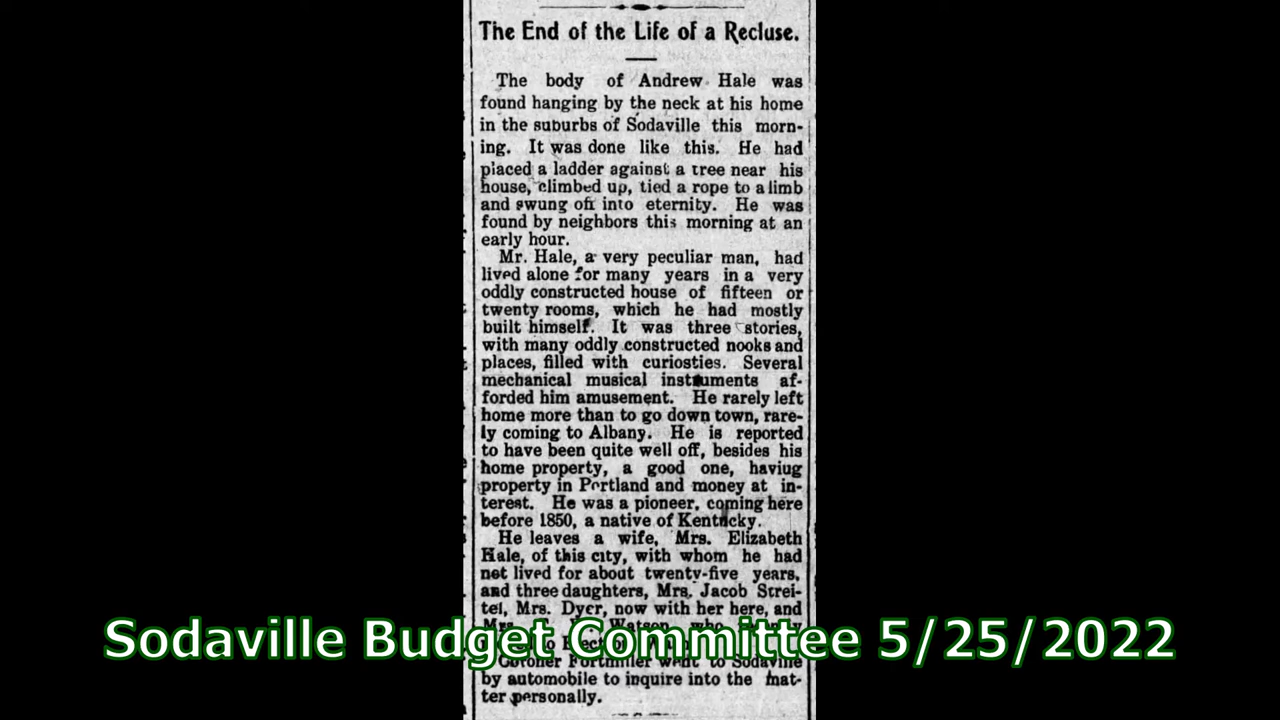 The End of the Life of a Recluse.
The body of Andrew Hale was
found hanging by the neck at his home
in the suburbs of Sodaville this morn-
ing. It was done like this. He had
placed a ladder against a tree near his
house, climbed up, tied a rope to a limb
and swung off into eternity. He was
found by neighbors this morning at an
early hour.
Mr. Hale, a very peculiar man, had
lived alone for many years in a very
oddly constructed house of fifteen or
twenty rooms, which he had mostly
built himself. It was three stories,
with many oddly constructed nooks and
places, filled with curiosties. Several
mechanical musical instruments af-
forded him amusement. He rarely left
home more than to go down town, rare-
ly coming to Albany. He is reported
to have been quite well off, besides his
home property, a good one, haviug
property in Portland and money at in-
terest. He was a pioneer, coming here
before 1850, a native of Kentucky.
He leaves a wife, Mrs. Elizabeth
Hale, of this city, with whom he had
not lived for about twenty-five years,
and three daughters, Mrs. Jacob Strei-
tel, Mrs. Dyer, now with her here, and
Mrs. Watson, who
Sodaville Budget Committee 5/25/2022
Coroner Fortmiller went to Sodaville
by automobile to inquire into the mat-
ter personally.